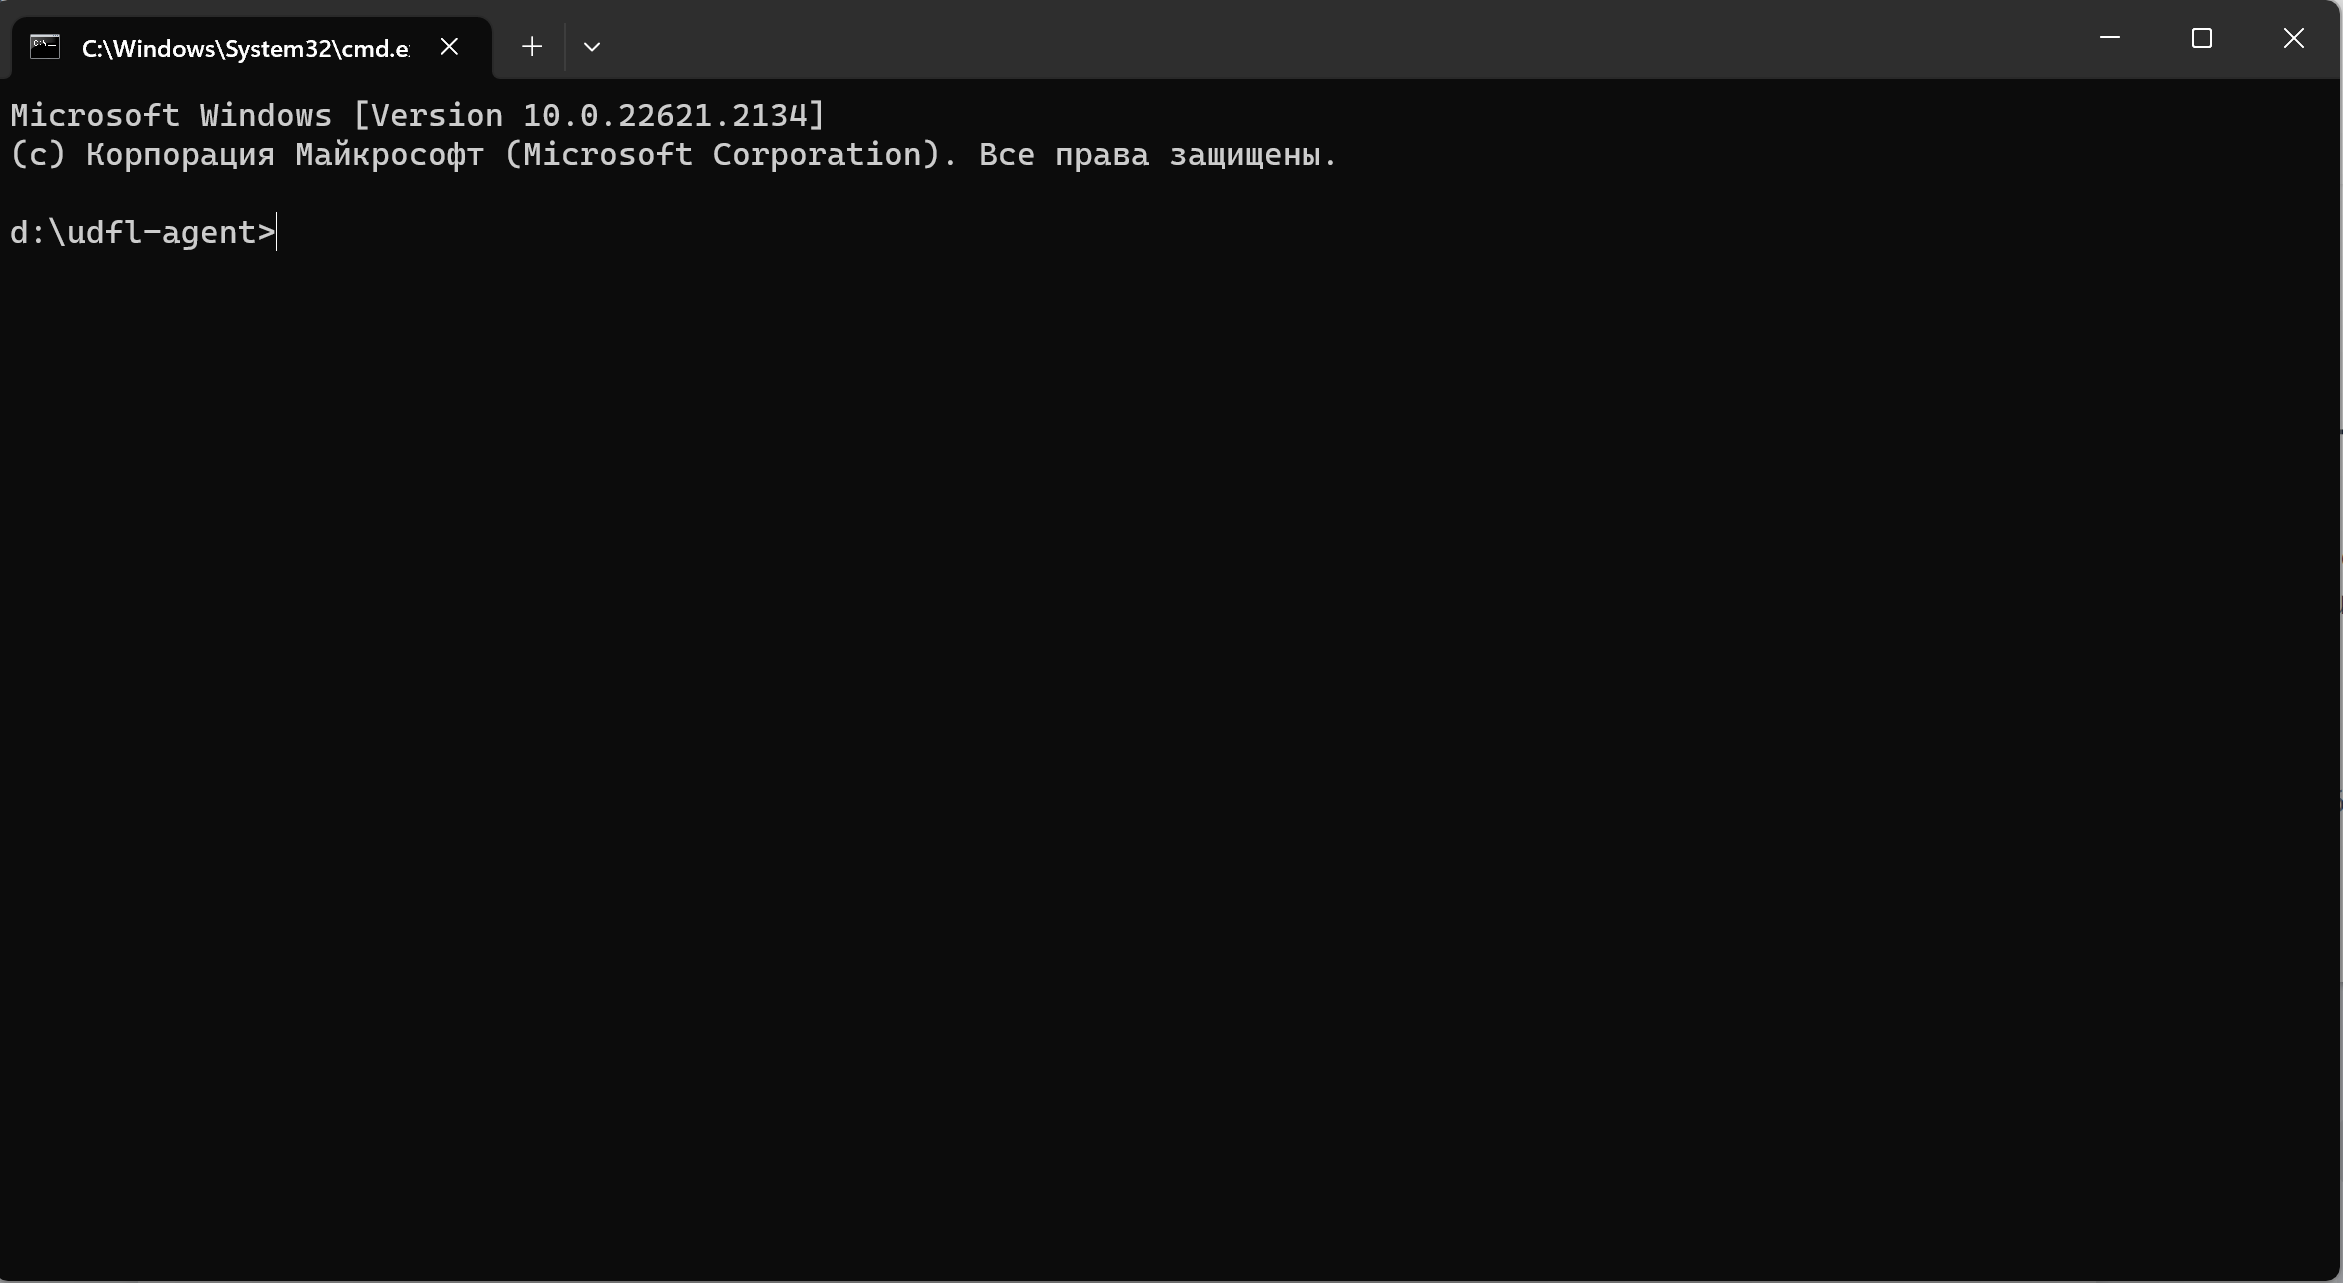 C:\Windows\System32\cmd.e
Microsoft Windows [Version 10.0.22621.2134]
(c) Корпорация Майкрософт (Microsoft Corporation). Все права защищены.
d:\udfl-agent>